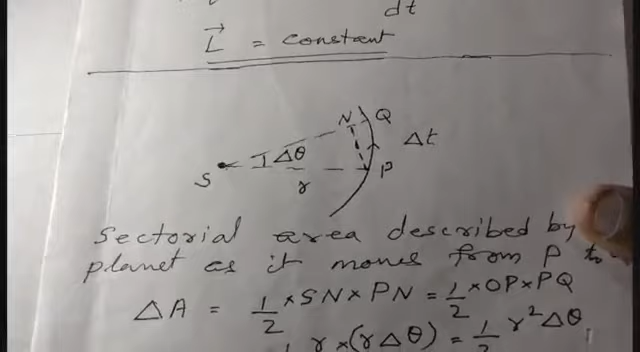 dt
L⃗ = constant
N Q
Δθ Δt
S r P
Sectorial area described by
planet as it moves from P to
ΔA = 1/2 × SN × PN = 1/2 × OP × PQ
r × (rΔθ) = 1/2 r²Δθ